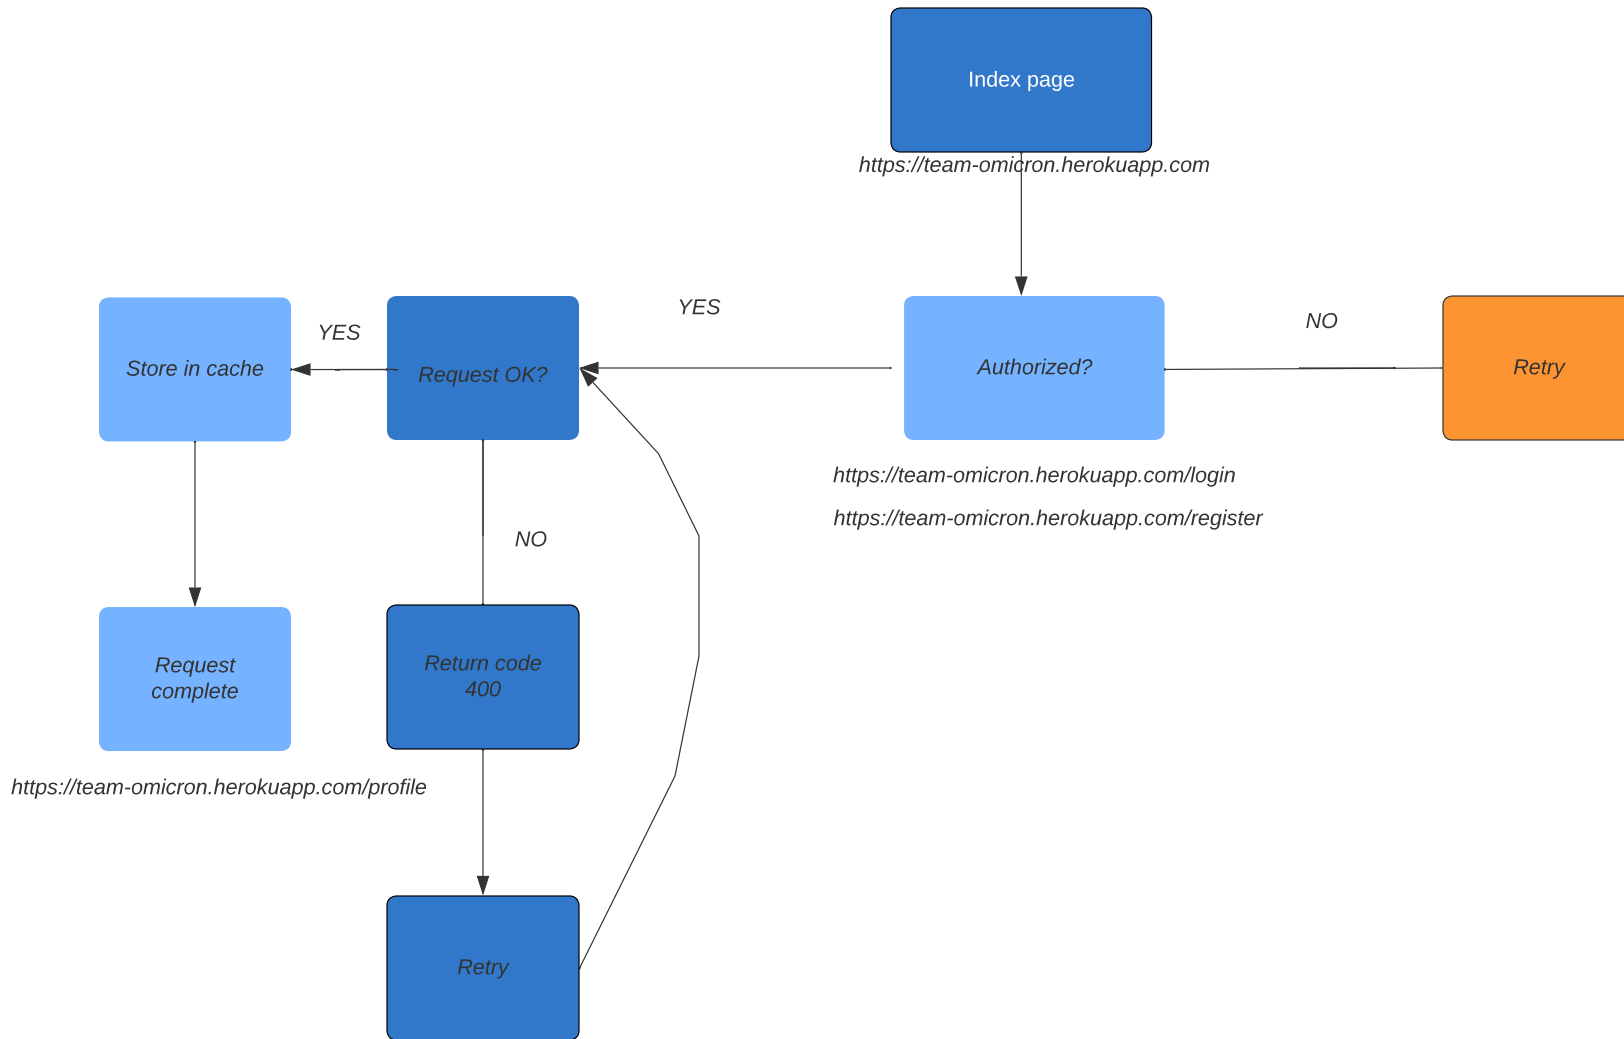 Index page
https://team-omicron.herokuapp.com
YES
NO
YES
Store in cache
Request OK?
Authorized?
Retry
https://team-omicron.herokuapp.com/login
https://team-omicron.herokuapp.com/register
NO
Request
complete
Return code
400
https://team-omicron.herokuapp.com/profile
Retry